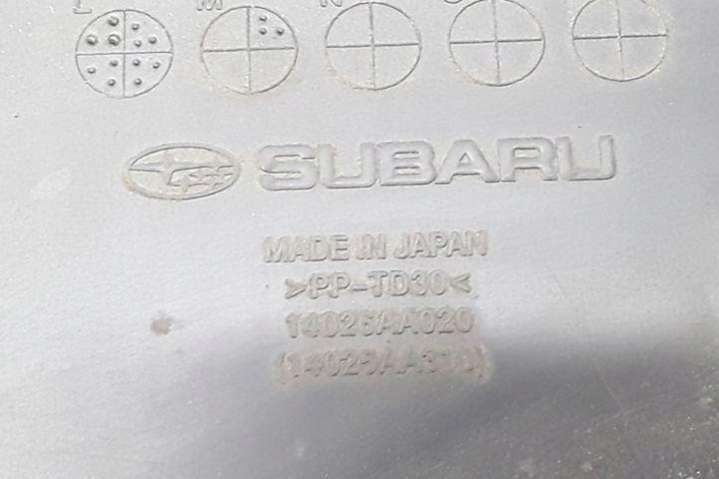 L M N
SUBARU
MADE IN JAPAN
>PP-TD30<
14026AA020